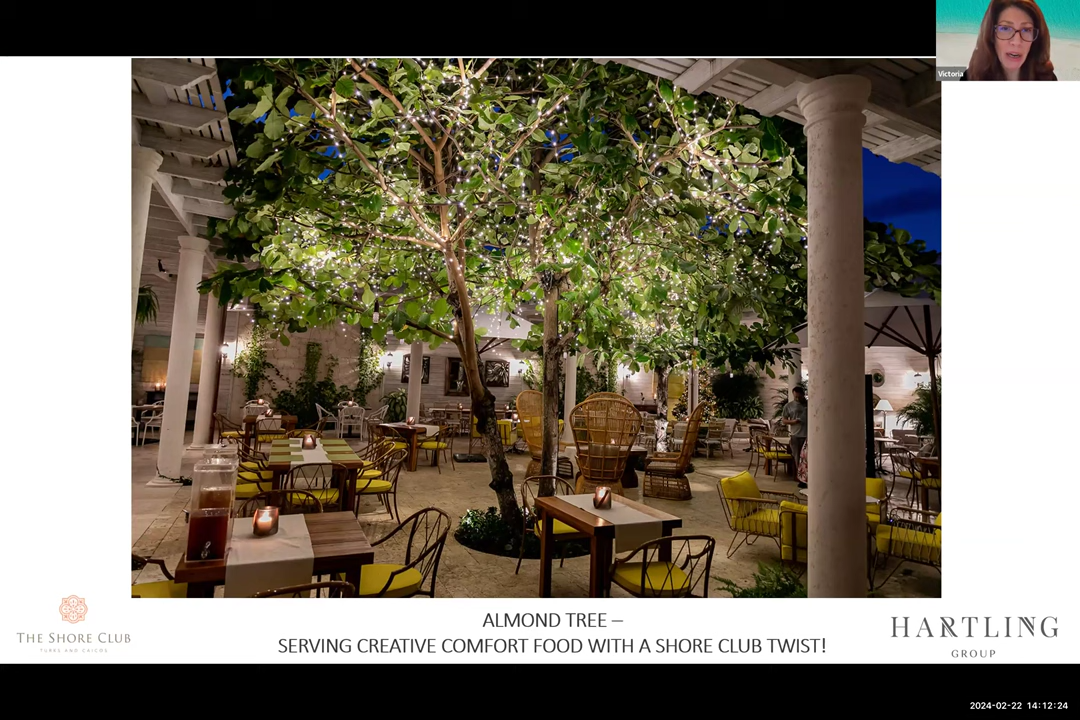 Victoria
ALMOND TREE –
SERVING CREATIVE COMFORT FOOD WITH A SHORE CLUB TWIST!
THE SHORE CLUB
TURKS AND CAICOS
HARTLING
GROUP
2024-02-22 14:12:24